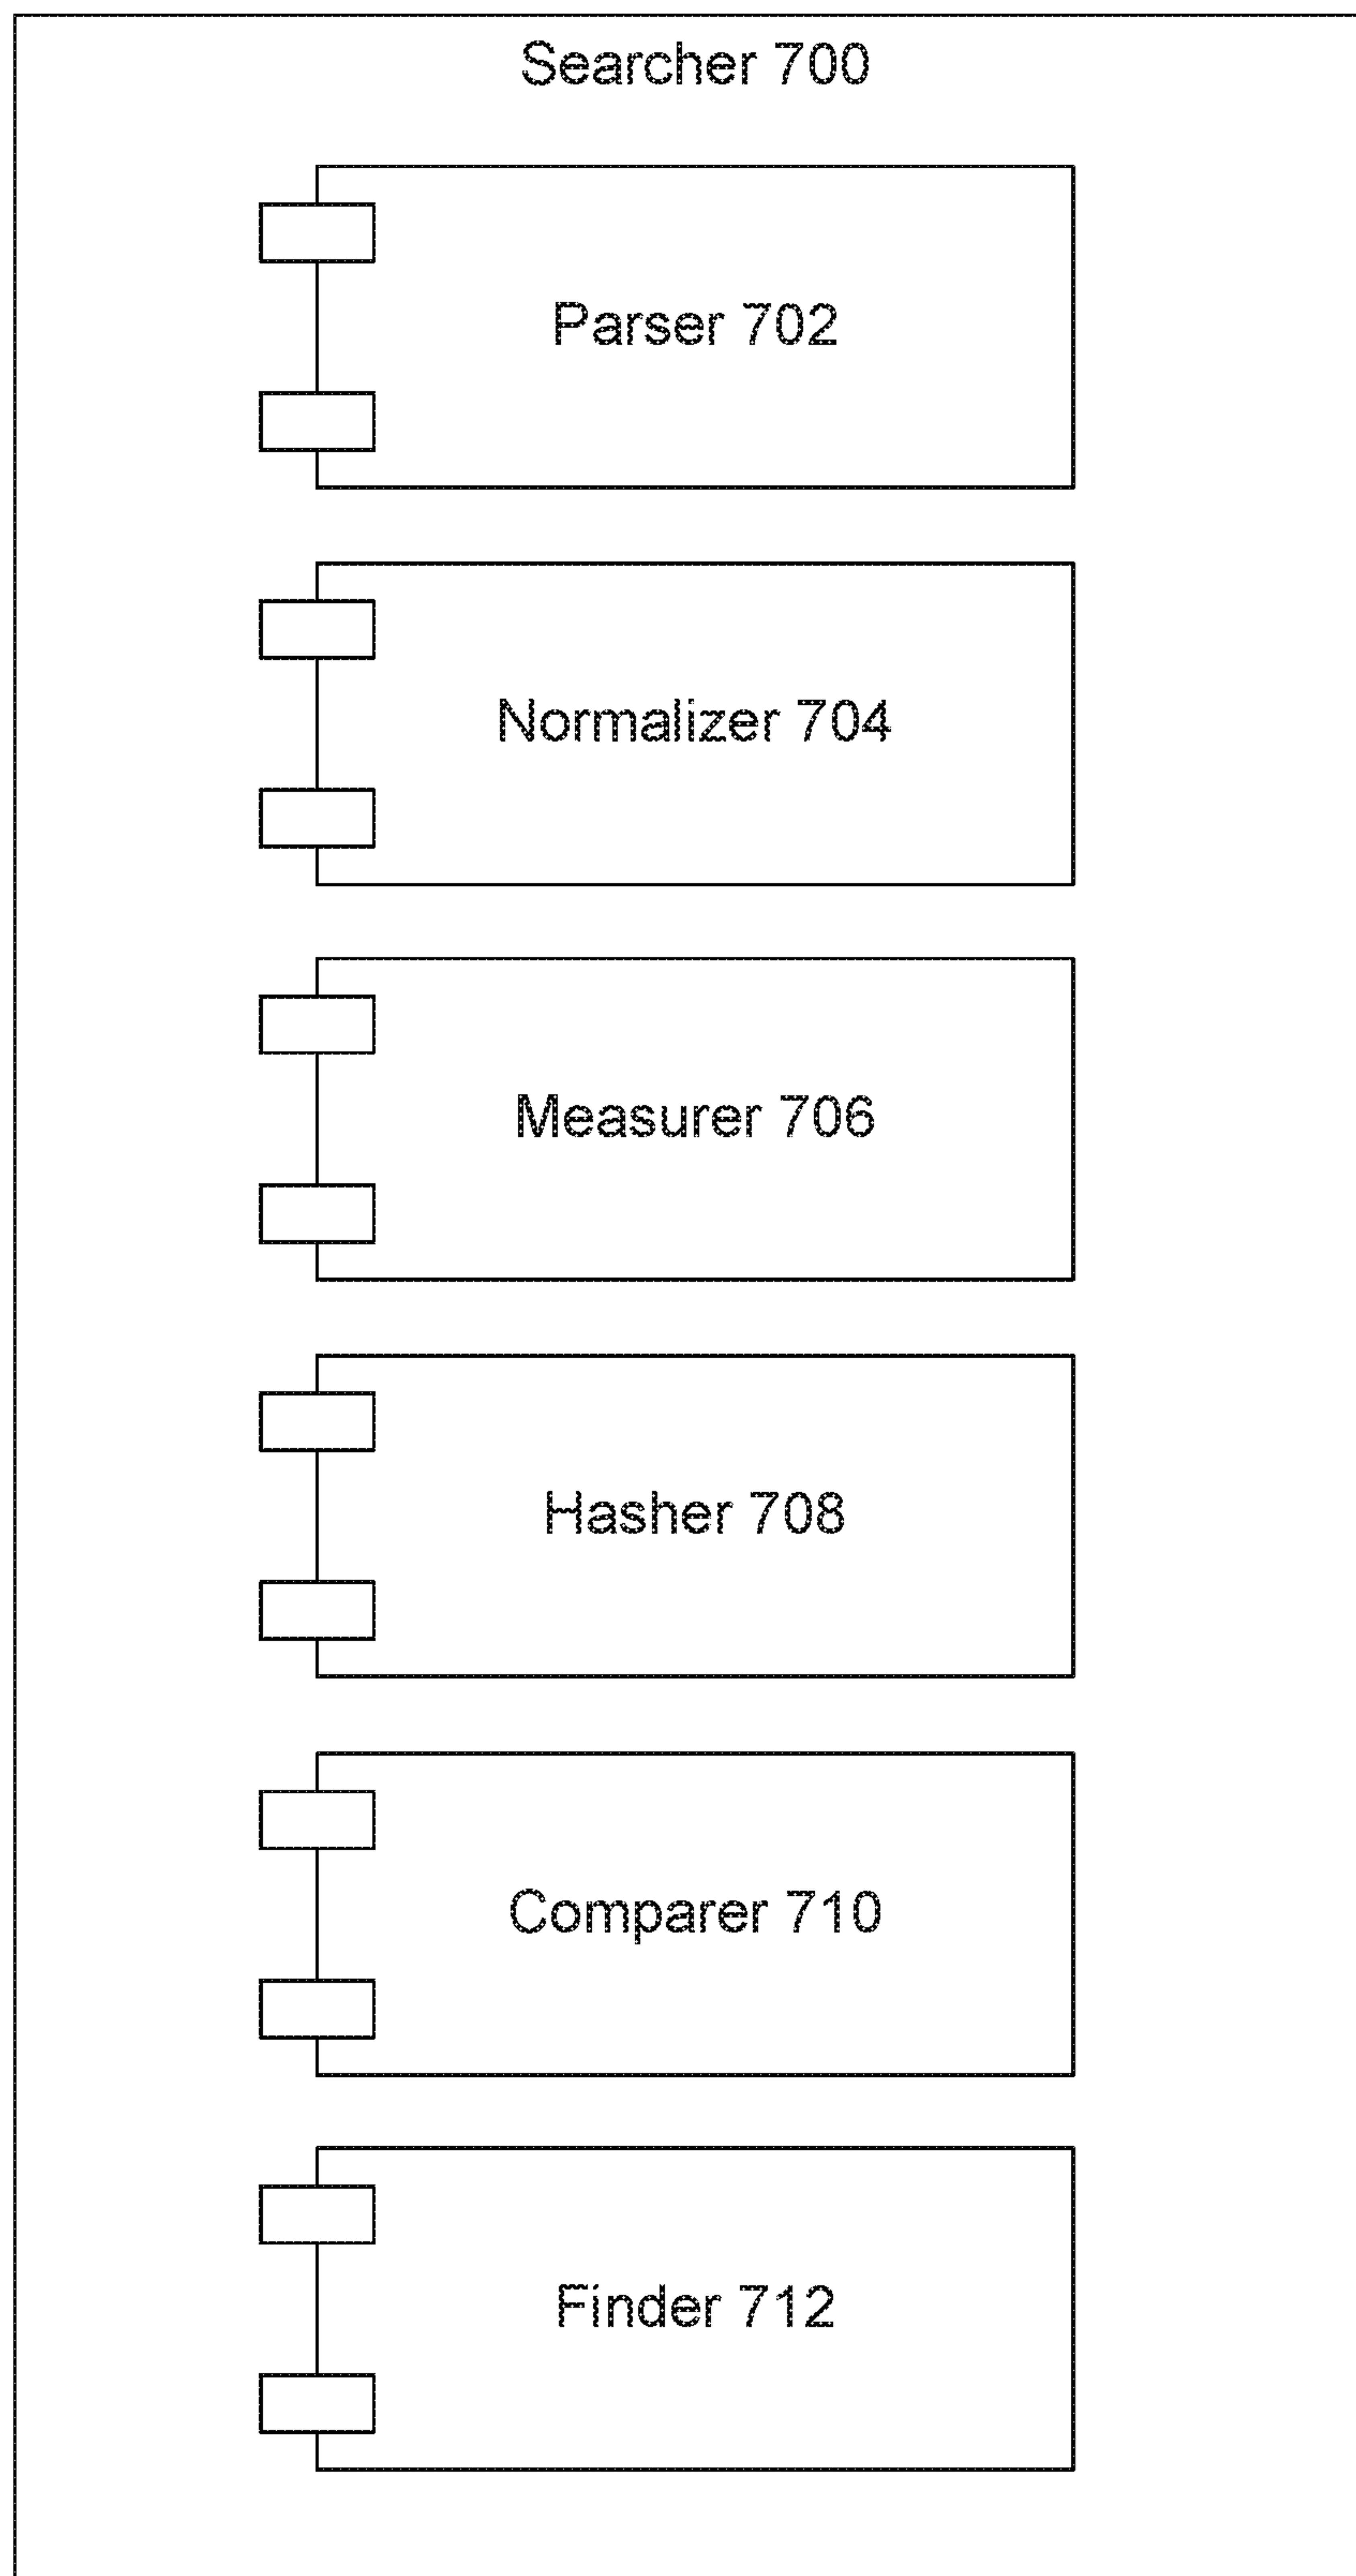 Searcher 700
Parser 702
Normalizer 704
Measurer 706
Hasher 708
Comparer 710
Finder 712